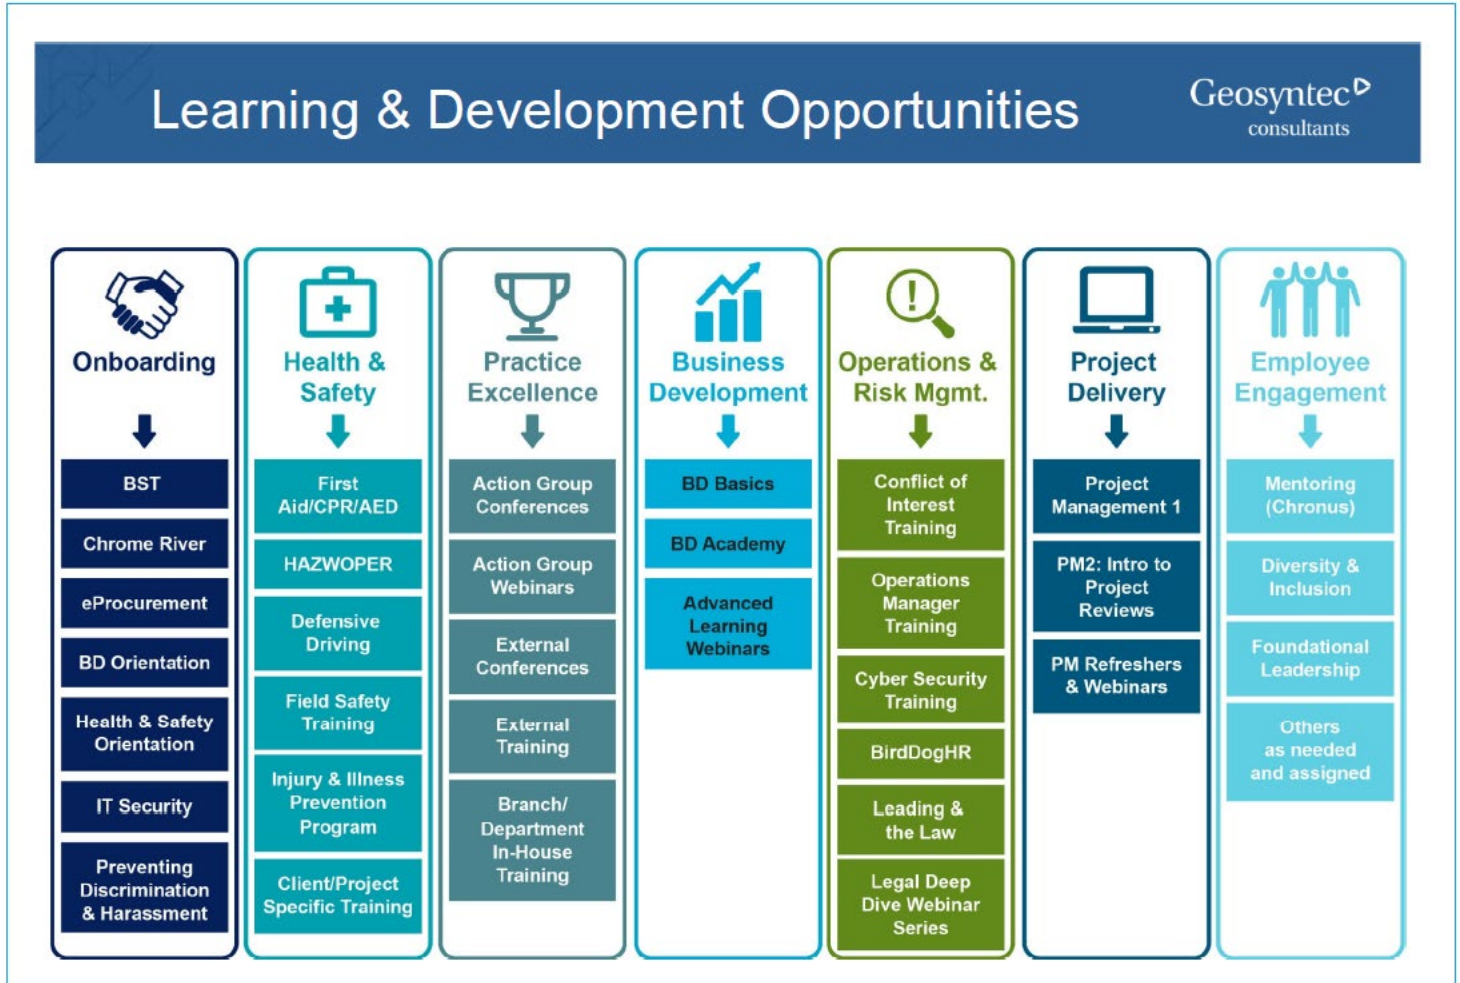 Learning & Development Opportunities
Geosyntec
consultants
Onboarding
BST
Chrome River
eProcurement
BD Orientation
Health & Safety
Orientation
IT Security
Preventing
Discrimination
& Harassment
Health &
Safety
First
Aid/CPR/AED
HAZWOPER
Defensive
Driving
Field Safety
Training
Injury & Illness
Prevention
Program
Client/Project
Specific Training
Practice
Excellence
Action Group
Conferences
Action Group
Webinars
External
Conferences
External
Training
Branch/
Department
In-House
Training
Business
Development
BD Basics
BD Academy
Advanced
Learning
Webinars
Operations &
Risk Mgmt.
Conflict of
Interest
Training
Operations
Manager
Training
Cyber Security
Training
BirdDogHR
Leading &
the Law
Legal Deep
Dive Webinar
Series
Project
Delivery
Project
Management 1
PM2: Intro to
Project
Reviews
PM Refreshers
& Webinars
Employee
Engagement
Mentoring
(Chronus)
Diversity &
Inclusion
Foundational
Leadership
Others
as needed
and assigned